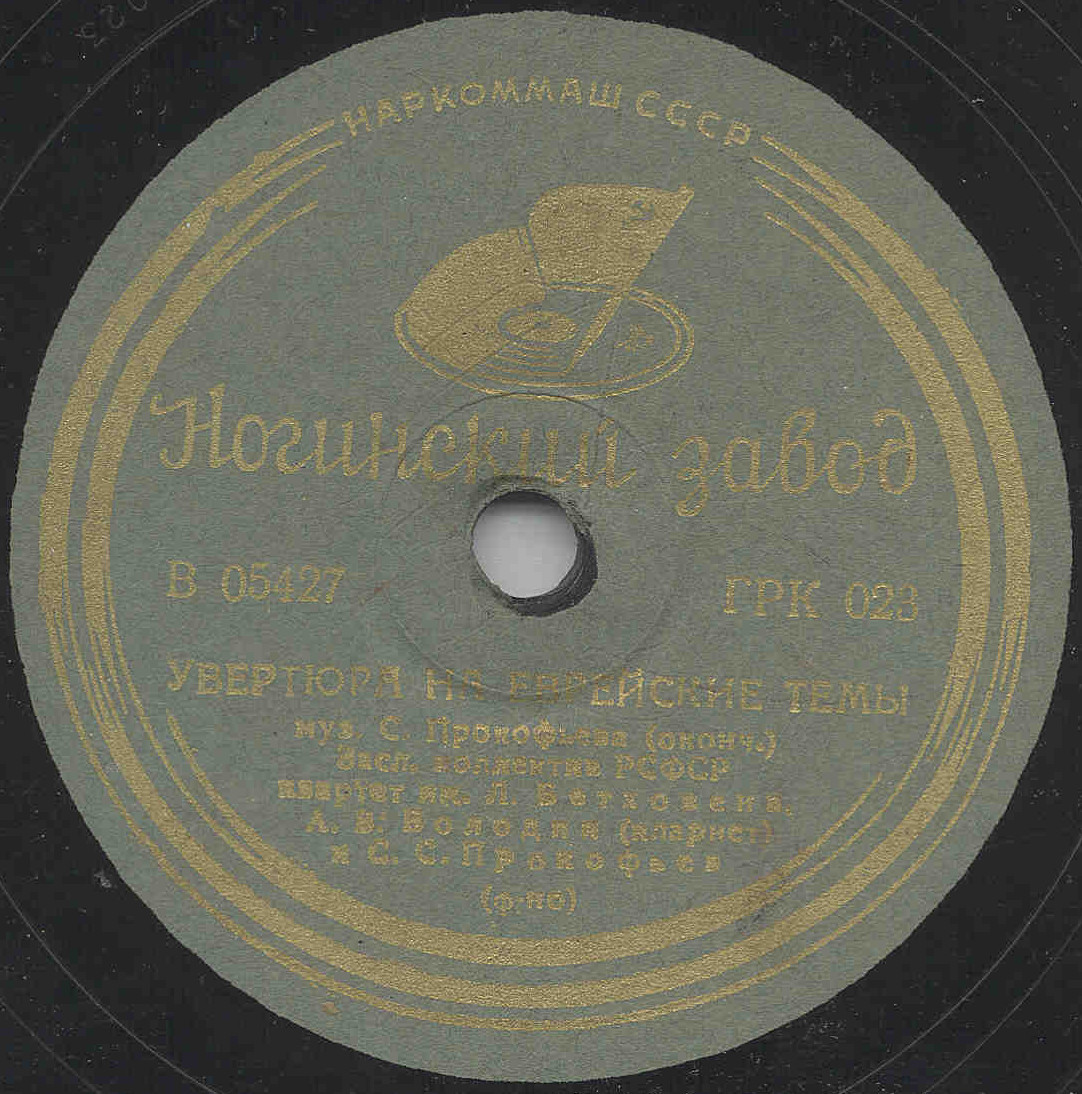 НАРКОММАШ СССР
Ногинский завод
В 05427
ГРК 023
УВЕРТЮРА НА ЕВРЕЙСКИЕ ТЕМЫ
муз. С. Прокофьева (оконч.)
Засл. коллектив РСФСР
квартет им. Л. Бетховена,
А. В. Володин (кларнет)
и С. С. Прокофьев
(ф-но)